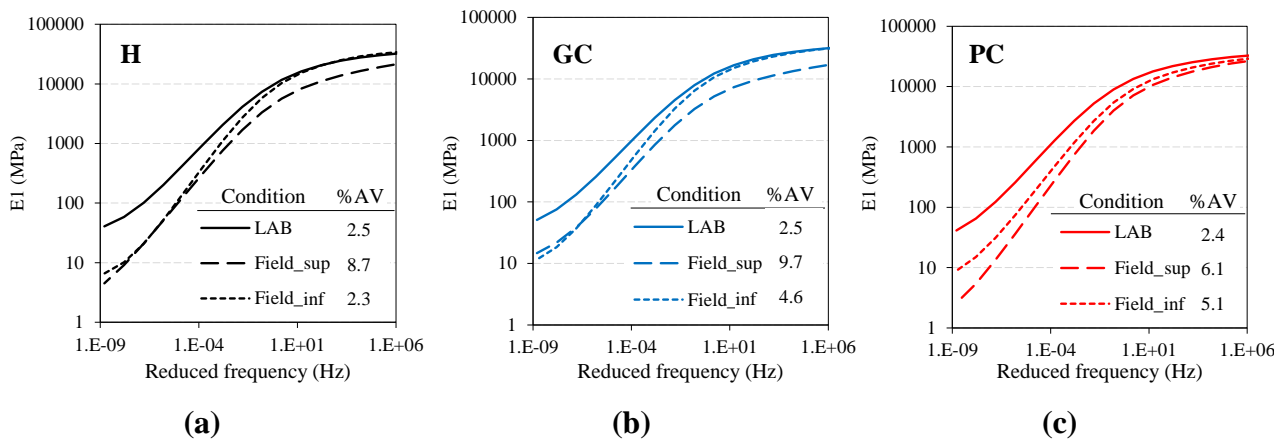 H
E1 (MPa)
100000
10000
1000
100
10
1
Condition %AV
LAB 2.5
Field_sup 8.7
Field_inf 2.3
1.E-09 1.E-04 1.E+01 1.E+06
Reduced frequency (Hz)
(a)
GC
E1 (MPa)
100000
10000
1000
100
10
1
Condition %AV
LAB 2.5
Field_sup 9.7
Field_inf 4.6
1.E-09 1.E-04 1.E+01 1.E+06
Reduced frequency (Hz)
(b)
PC
E1 (MPa)
100000
10000
1000
100
10
1
Condition %AV
LAB 2.4
Field_sup 6.1
Field_inf 5.1
1.E-09 1.E-04 1.E+01 1.E+06
Reduced frequency (Hz)
(c)